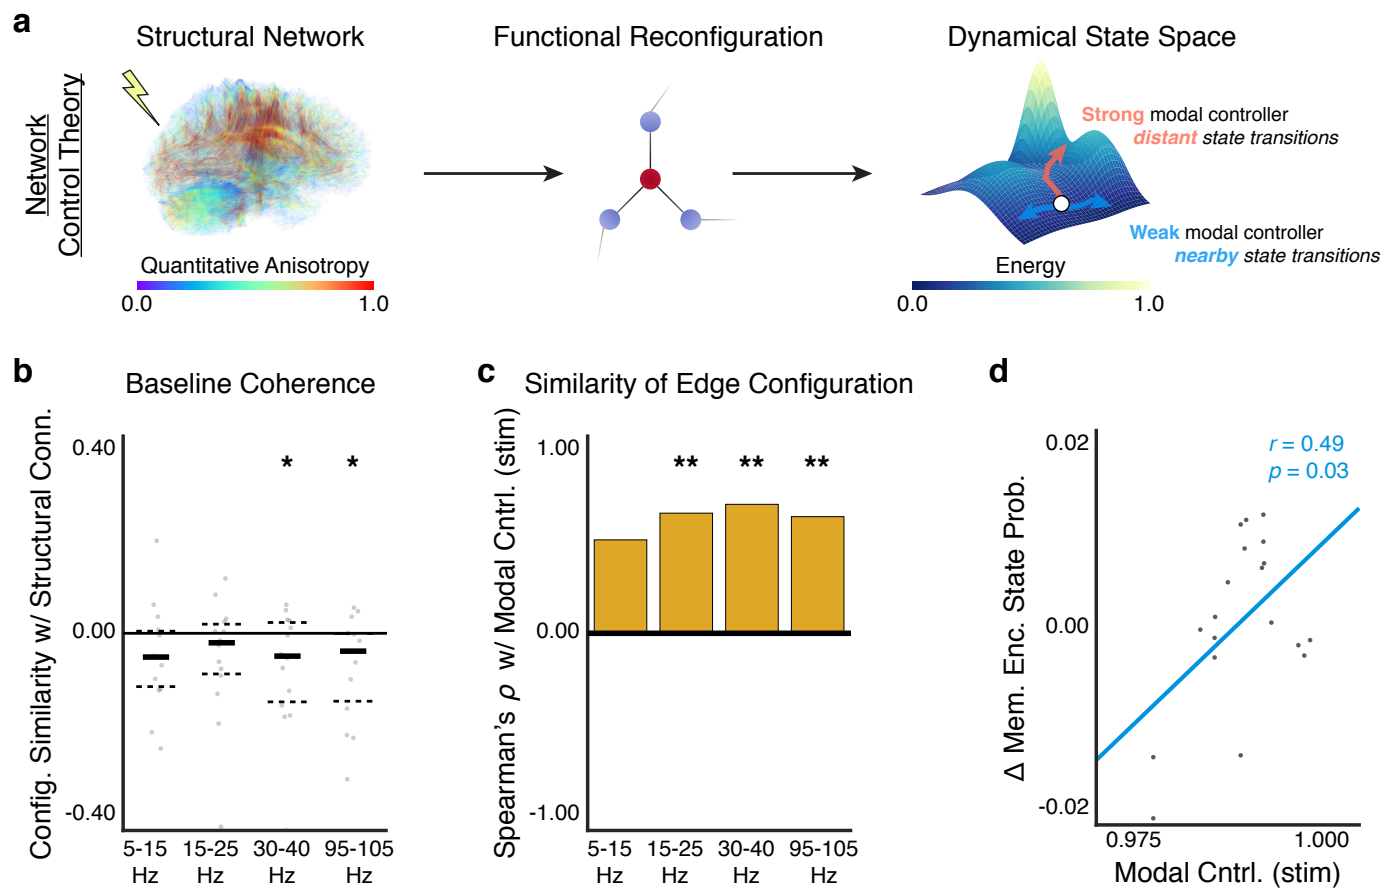 a
Structural Network
Functional Reconfiguration
Dynamical State Space
Network
Control Theory
Strong modal controller
distant state transitions
Weak modal controller
nearby state transitions
Quantitative Anisotropy
0.0
1.0
Energy
0.0
1.0
b
Baseline Coherence
Config. Similarity w/ Structural Conn.
0.40
0.00
-0.40
*
*
5-15
Hz
15-25
Hz
30-40
Hz
95-105
Hz
c
Similarity of Edge Configuration
Spearman's ρ w/ Modal Cntrl. (stim)
1.00
0.00
-1.00
**
**
**
5-15
Hz
15-25
Hz
30-40
Hz
95-105
Hz
d
Δ Mem. Enc. State Prob.
0.02
0.00
-0.02
r = 0.49
p = 0.03
0.975
1.000
Modal Cntrl. (stim)